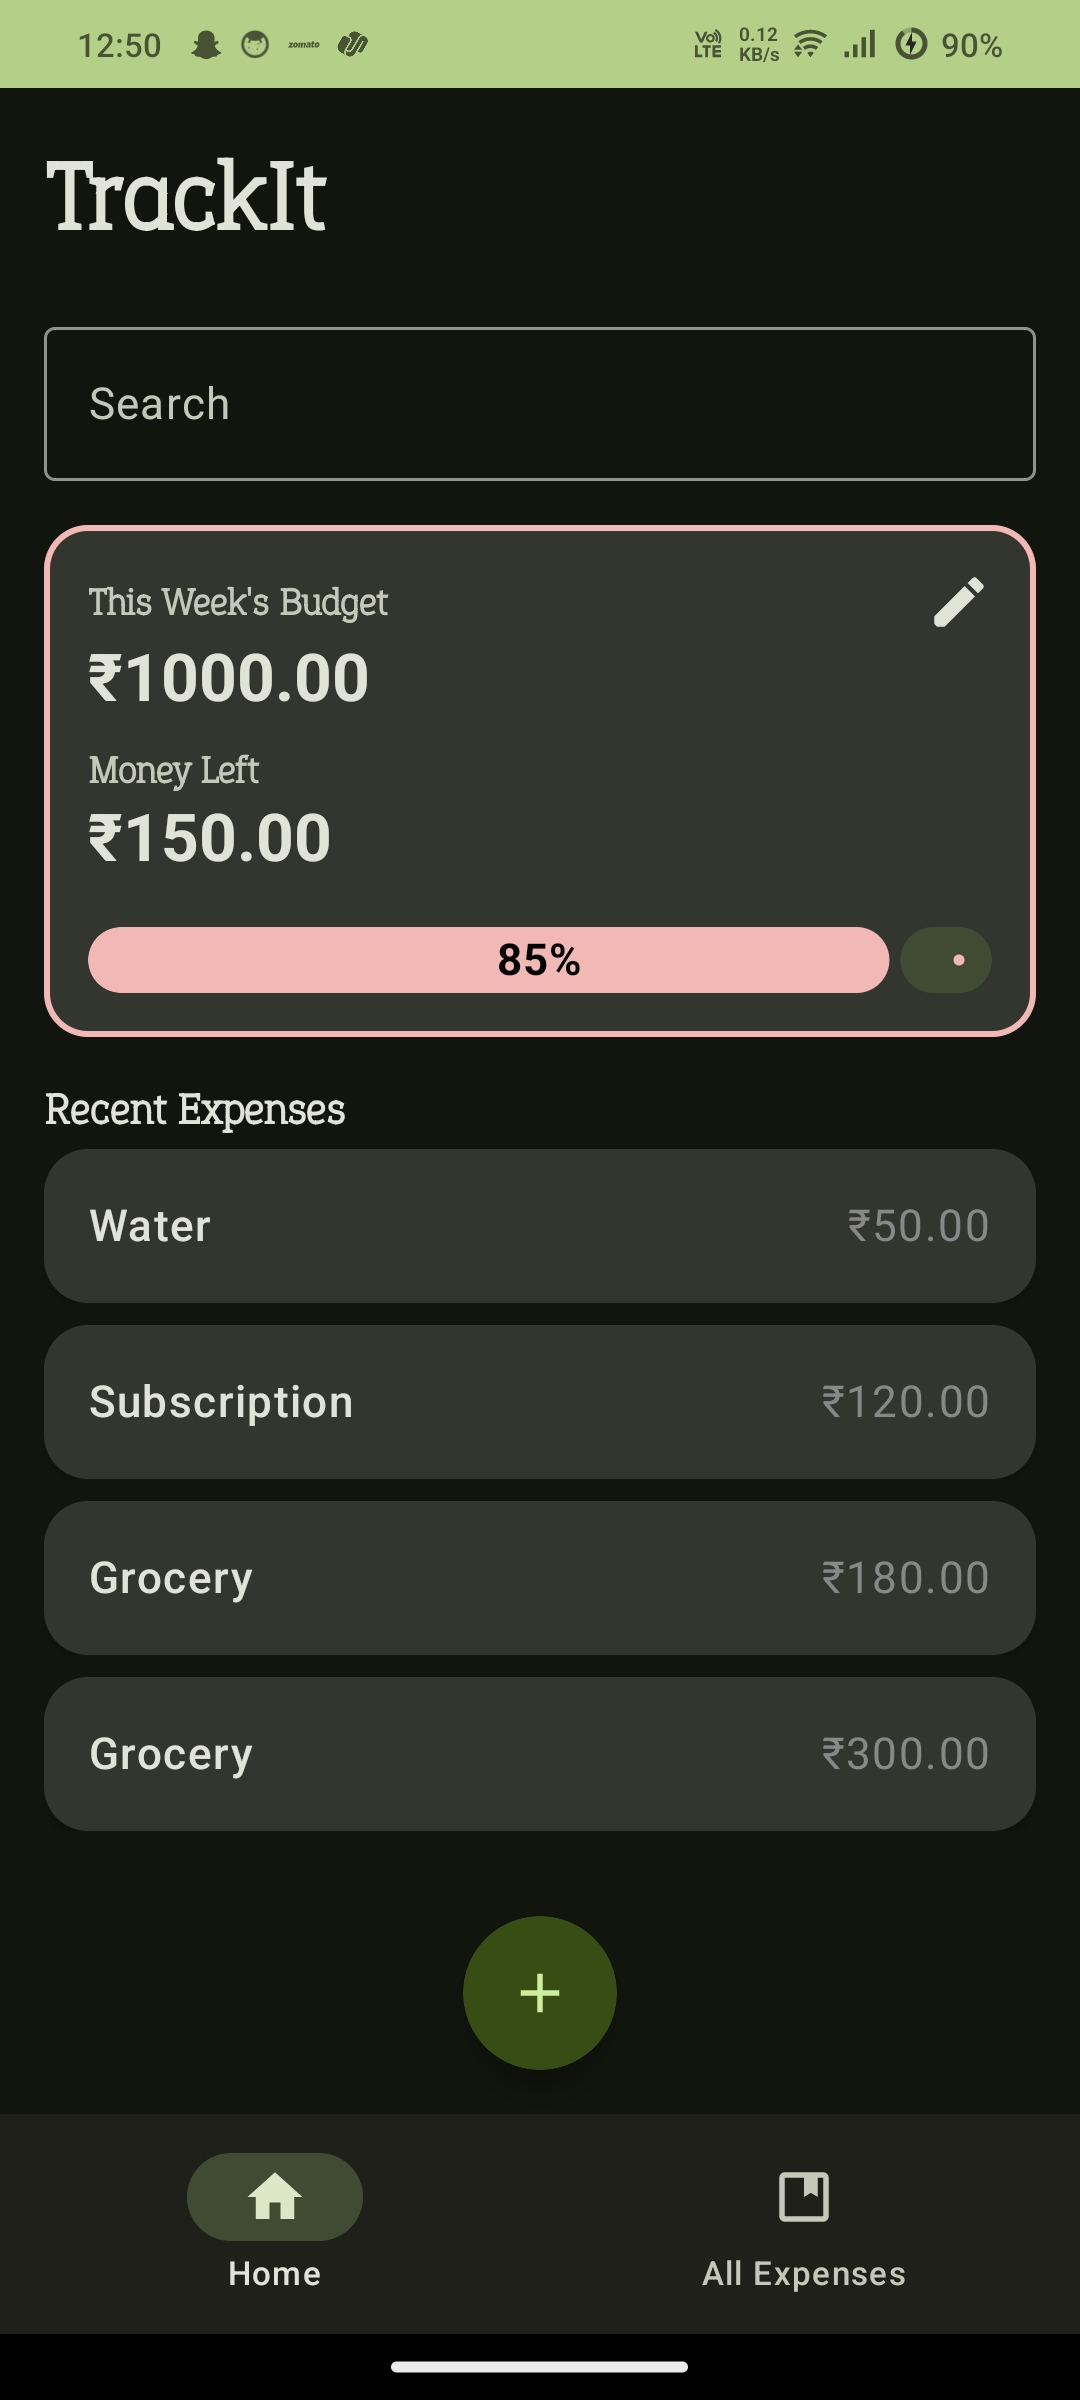 12:50 zomato Vo) LTE 0.12 KB/s 90%
TrackIt
Search
This Week's Budget
₹1000.00
Money Left
₹150.00
85%
Recent Expenses
Water ₹50.00
Subscription ₹120.00
Grocery ₹180.00
Grocery ₹300.00
Home All Expenses